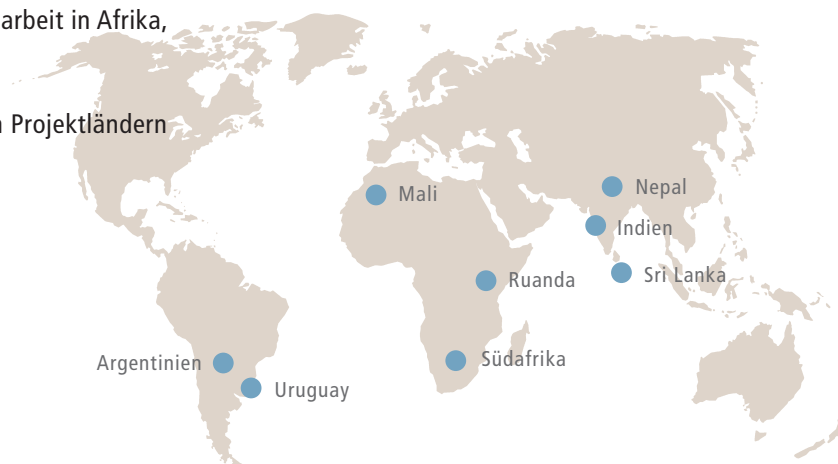 arbeit in Afrika,
Projektländern
Mali
Nepal
Indien
Ruanda
Sri Lanka
Argentinien
Südafrika
Uruguay